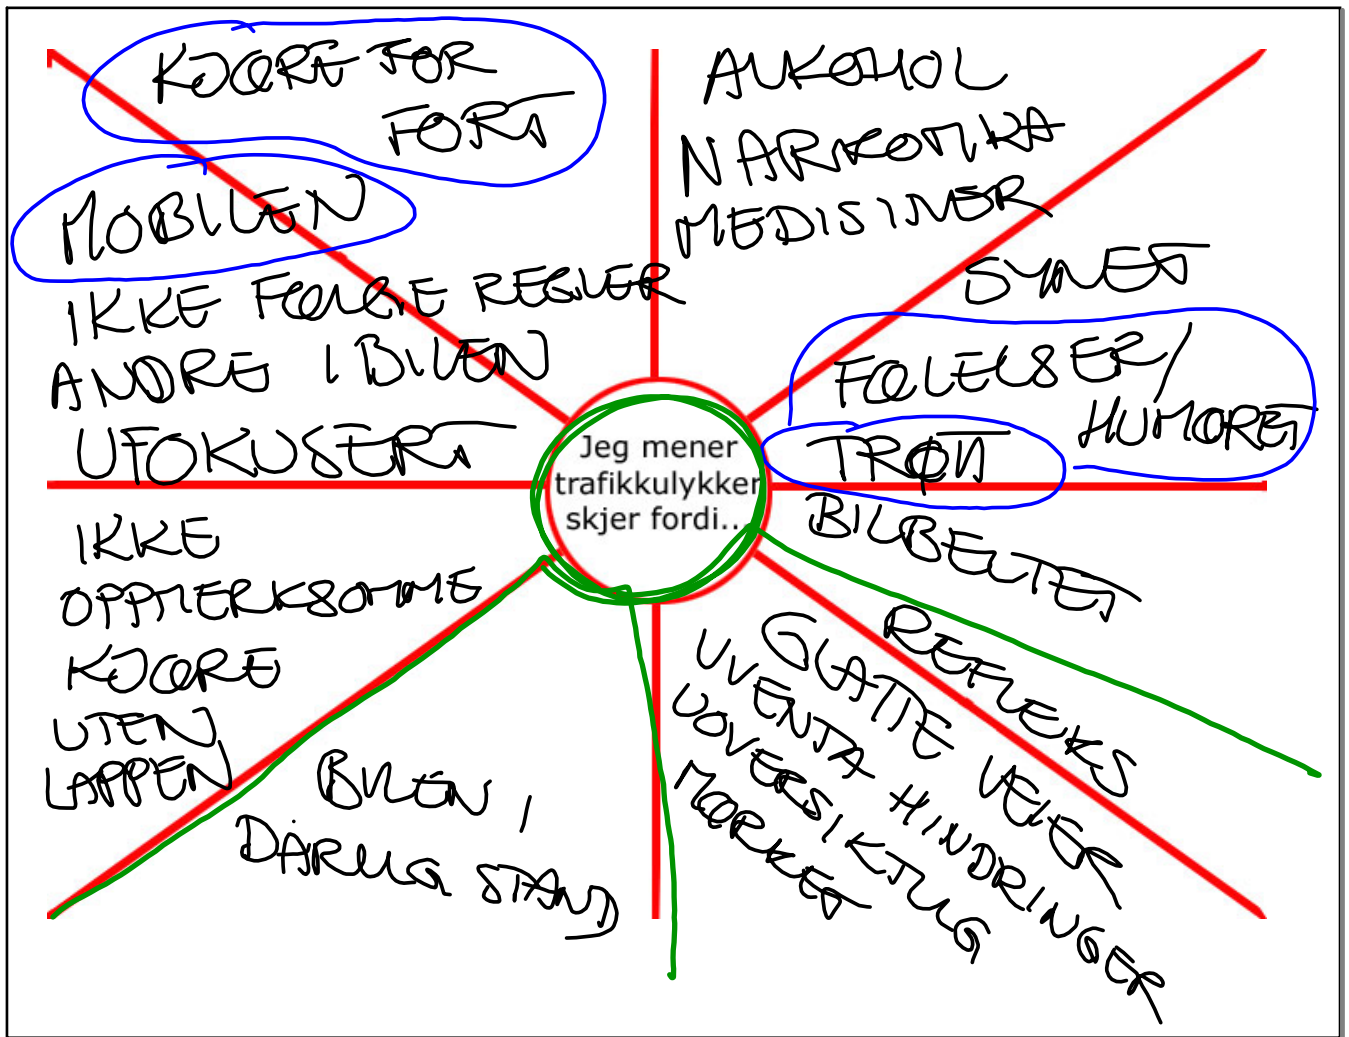 KJØRE FOR
FORT
MOBILEN
IKKE FØLGE REGLER
ANDRE I BILEN
UFOKUSERT
ALKOHOL
NARKOTIKA
MEDISINER
SYNET
FØLELSER/
HUMØRET
TRØTT
Jeg mener
trafikkulykker
skjer fordi...
BILBELTET
REFLEKS
GLATTE VEIER
UVENTA HINDRINGER
UOVERSIKTLIG
MØRKET
IKKE
OPPMERKSOMME
KJØRE
UTEN
LAPPEN
BILEN I
DÅRLIG STAND